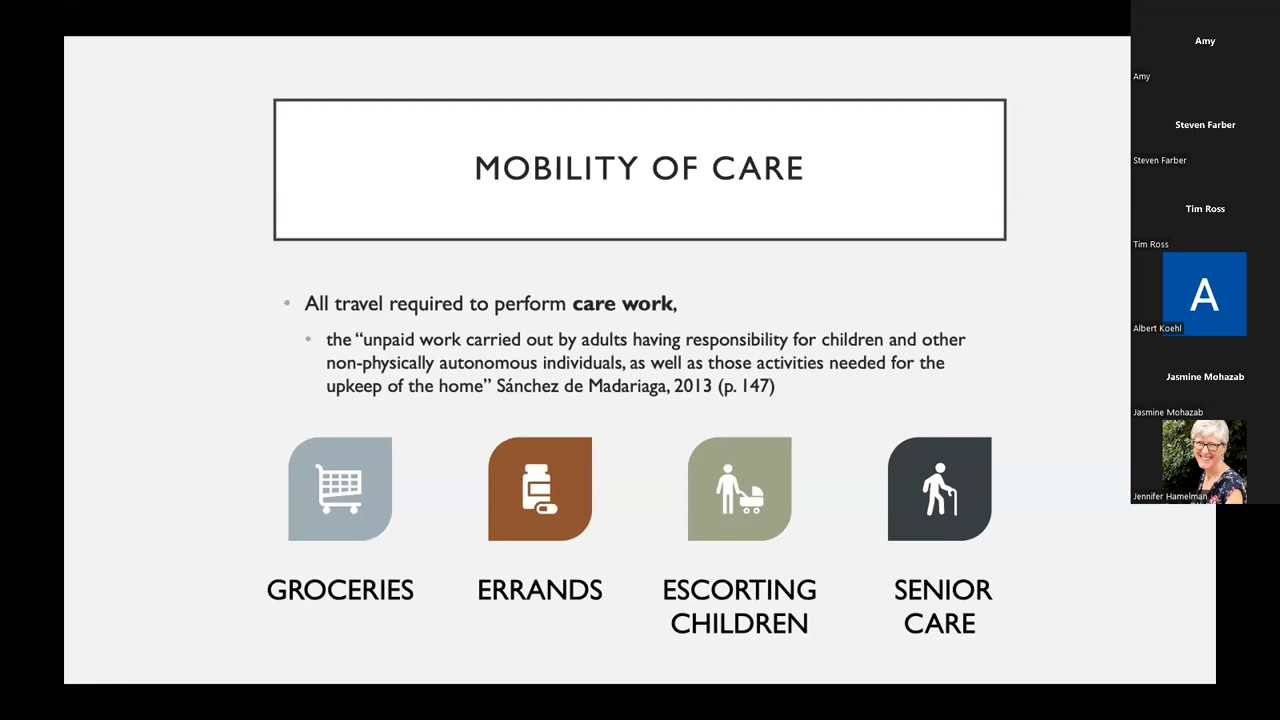 MOBILITY OF CARE
All travel required to perform care work,
the “unpaid work carried out by adults having responsibility for children and other
non-physically autonomous individuals, as well as those activities needed for the
upkeep of the home” Sánchez de Madariaga, 2013 (p. 147)
GROCERIES
ERRANDS
ESCORTING
CHILDREN
SENIOR
CARE
Amy
Amy
Steven Farber
Steven Farber
Tim Ross
Tim Ross
A
Albert Koehl
Jasmine Mohazab
Jasmine Mohazab
Jennifer Hamelman